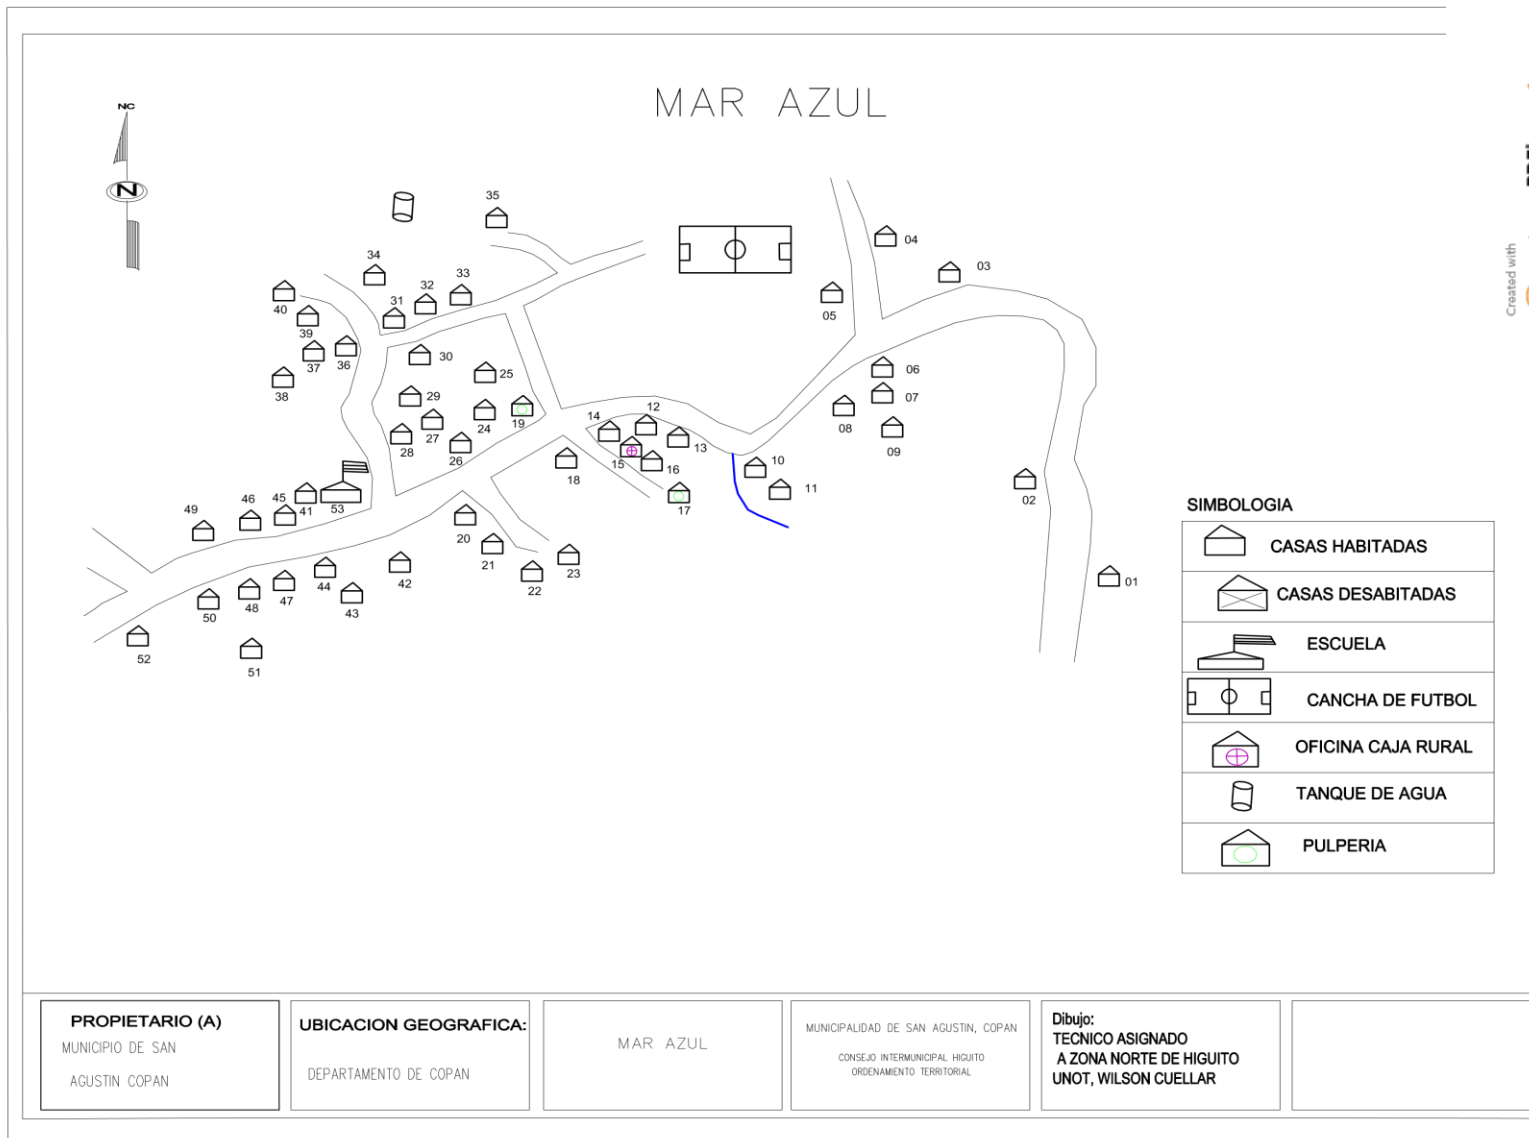 MAR AZUL
NC
N
35
34
33
32
31
40
39
37
36
38
30
25
29
24
19
27
28
26
04
03
05
06
07
08
09
12
14
13
15
16
10
11
17
18
02
01
49
46
45
41
53
20
21
22
23
42
44
43
47
48
50
51
52
SIMBOLOGIA
CASAS HABITADAS
CASAS DESABITADAS
ESCUELA
CANCHA DE FUTBOL
OFICINA CAJA RURAL
TANQUE DE AGUA
PULPERIA
Created with
PROPIETARIO (A)
MUNICIPIO DE SAN
AGUSTIN COPAN
UBICACION GEOGRAFICA:
DEPARTAMENTO DE COPAN
MAR AZUL
MUNICIPALIDAD DE SAN AGUSTIN, COPAN
CONSEJO INTERMUNICIPAL HIGUITO
ORDENAMIENTO TERRITORIAL
Dibujo:
TECNICO ASIGNADO
A ZONA NORTE DE HIGUITO
UNOT, WILSON CUELLAR